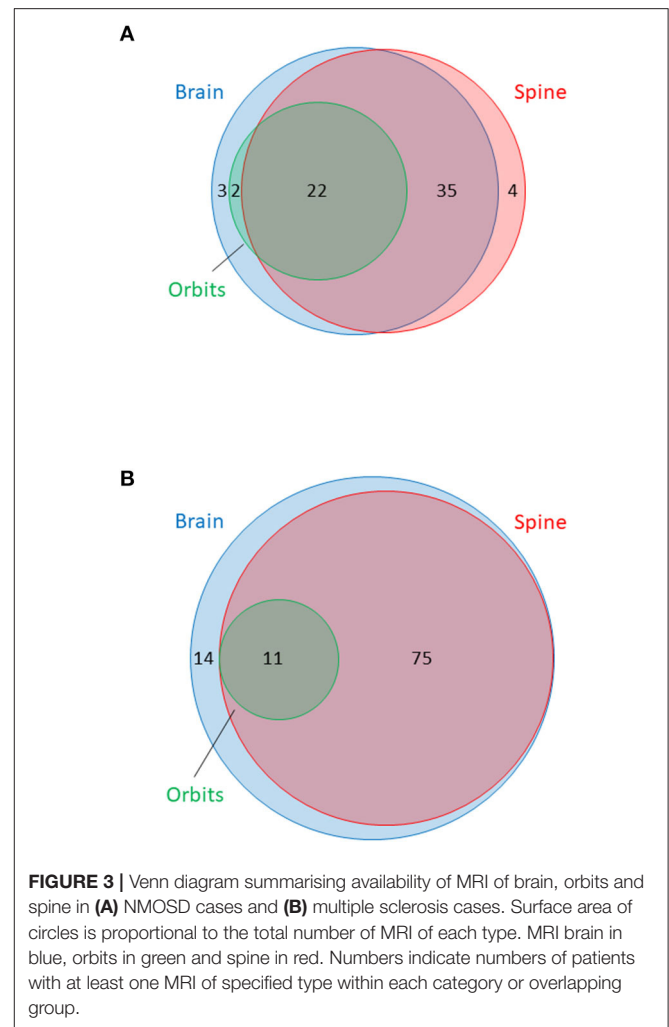 A
Brain
Spine
3 2 22 35 4
Orbits
B
Brain
Spine
14 11 75
Orbits
FIGURE 3 | Venn diagram summarising availability of MRI of brain, orbits and
spine in (A) NMOSD cases and (B) multiple sclerosis cases. Surface area of
circles is proportional to the total number of MRI of each type. MRI brain in
blue, orbits in green and spine in red. Numbers indicate numbers of patients
with at least one MRI of specified type within each category or overlapping
group.